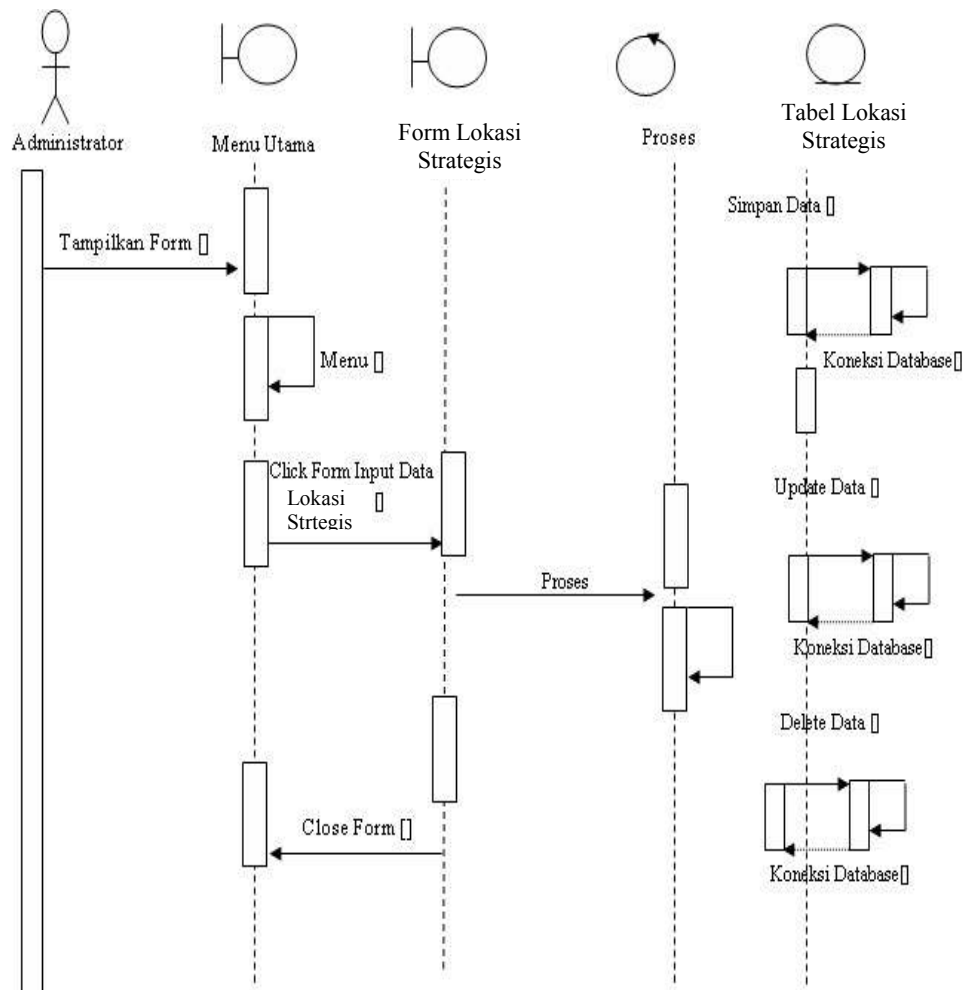 Administrator
Menu Utama
Form Lokasi
Strategis
Proses
Tabel Lokasi
Strategis
Simpan Data []
Tampilkan Form []
Menu []
Koneksi Database[]
Click Form Input Data
Lokasi []
Strtegis
Update Data []
Proses
Koneksi Database[]
Delete Data []
Close Form []
Koneksi Database[]